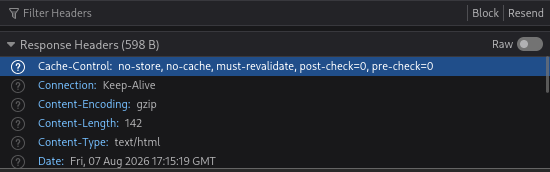 Filter Headers Block Resend
Response Headers (598 B) Raw
Cache-Control: no-store, no-cache, must-revalidate, post-check=0, pre-check=0
Connection: Keep-Alive
Content-Encoding: gzip
Content-Length: 142
Content-Type: text/html
Date: Fri, 07 Aug 2026 17:15:19 GMT